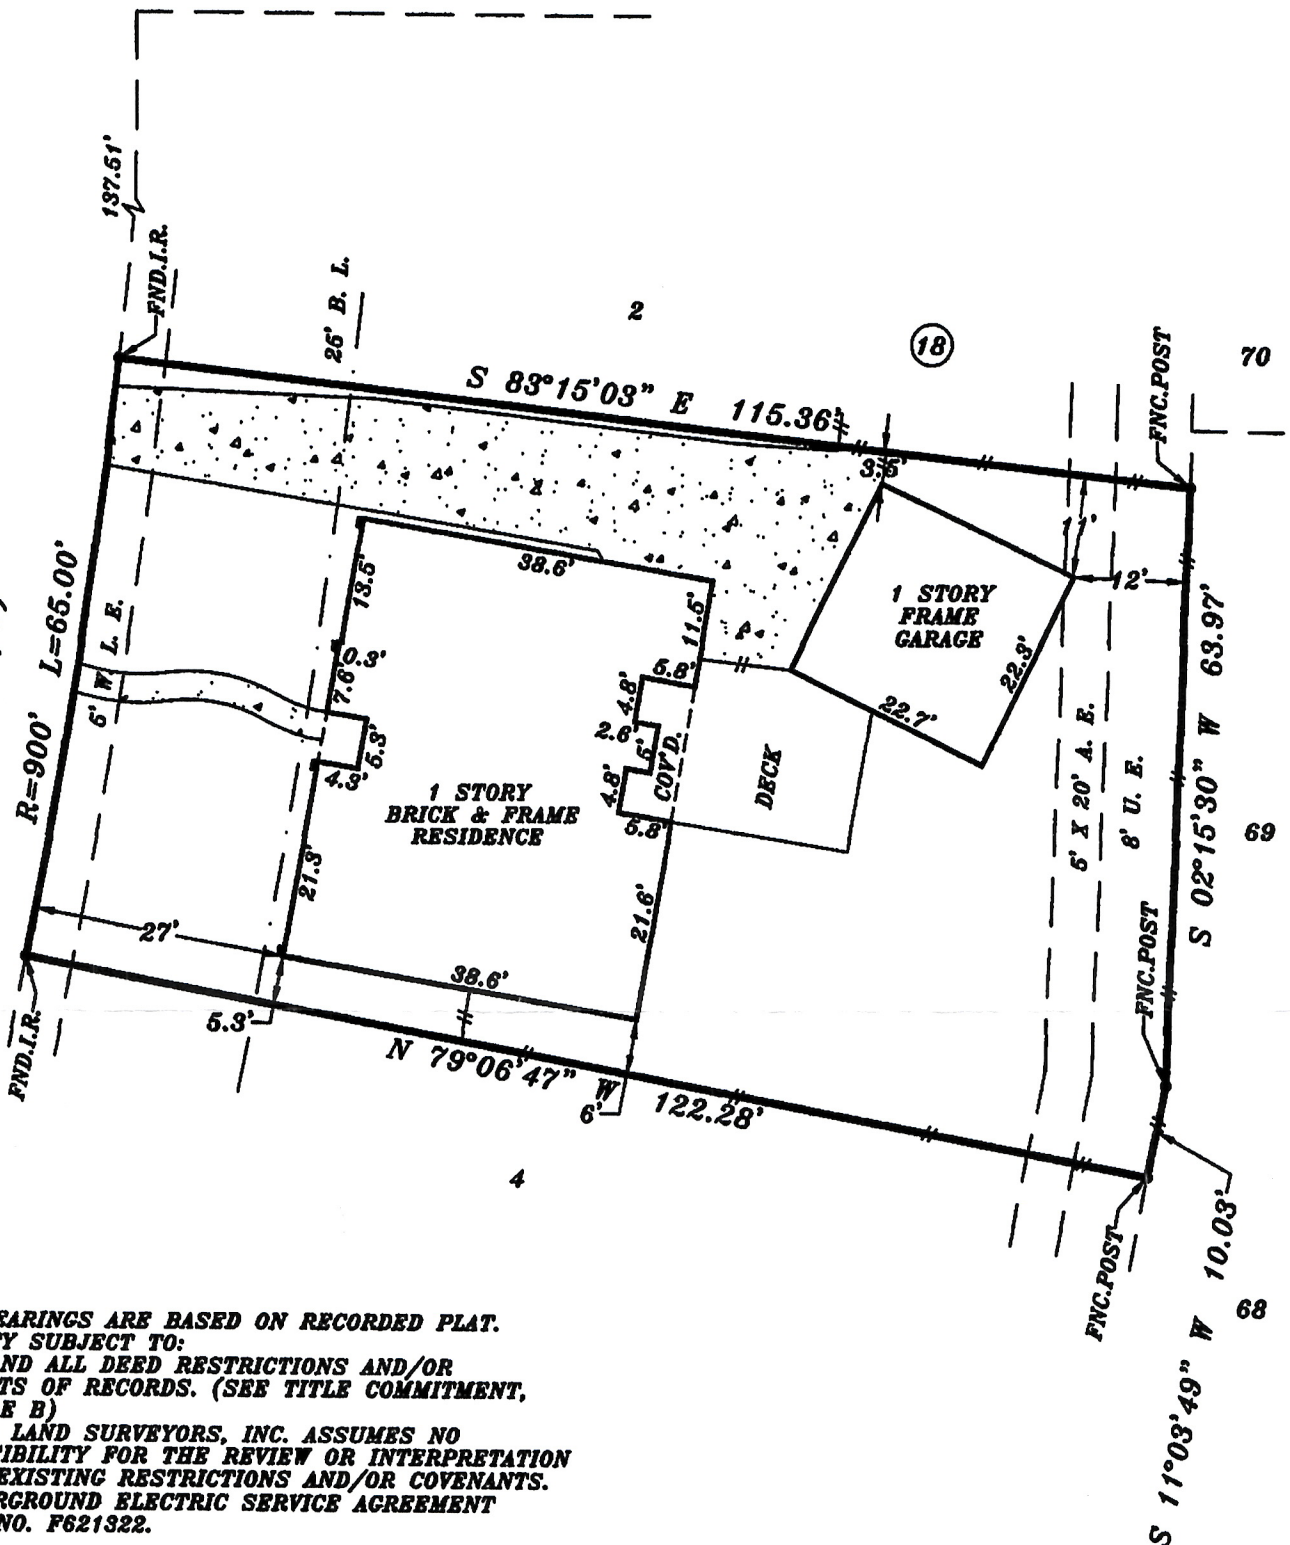 137.51'
FND.I.R.
25' B. L.
2
18
70
FNC.POST
S 83°15'03" E 115.36'
3.5'
11'
12'
38.6'
13.5'
0.3'
7.6'
5.3'
4.3'
11.5'
5.8'
4.8'
2.6'
5'
4.8'
5.8'
COV'D.
DECK
1 STORY
FRAME
GARAGE
22.3'
22.7'
1 STORY
BRICK & FRAME
RESIDENCE
R=900' L=65.00'
6' W. L. E.
21.3'
21.6'
27'
38.6'
5.3'
6'
5' X 20' A. E.
8' U. E.
S 02°15'30" W 63.97'
69
FNC.POST
FND.I.R.
N 79°06'47" W 122.28'
4
FNC.POST
S 11°03'49" W 10.03'
68
EARINGS ARE BASED ON RECORDED PLAT.
Y SUBJECT TO:
ND ALL DEED RESTRICTIONS AND/OR
TS OF RECORDS. (SEE TITLE COMMITMENT,
E B)
LAND SURVEYORS, INC. ASSUMES NO
IBILITY FOR THE REVIEW OR INTERPRETATION
EXISTING RESTRICTIONS AND/OR COVENANTS.
RGROUND ELECTRIC SERVICE AGREEMENT
NO. F621322.